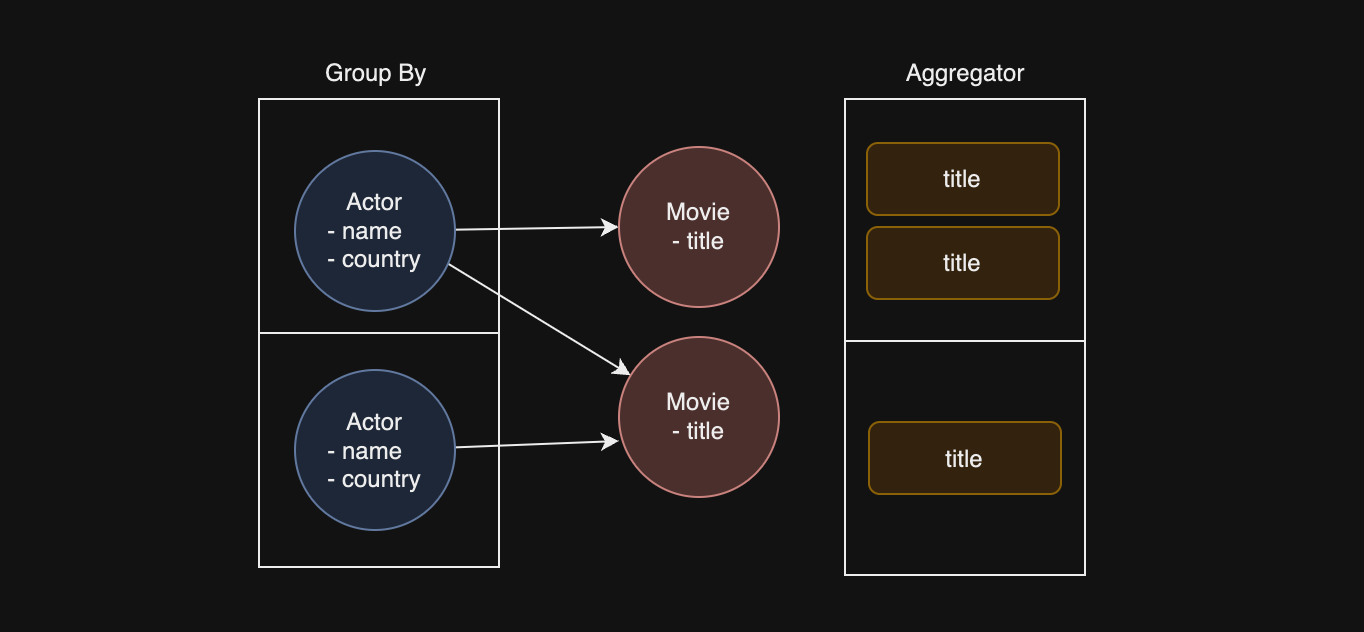 Group By
Aggregator
Actor
- name
- country
Movie
- title
title
title
Actor
- name
- country
Movie
- title
title